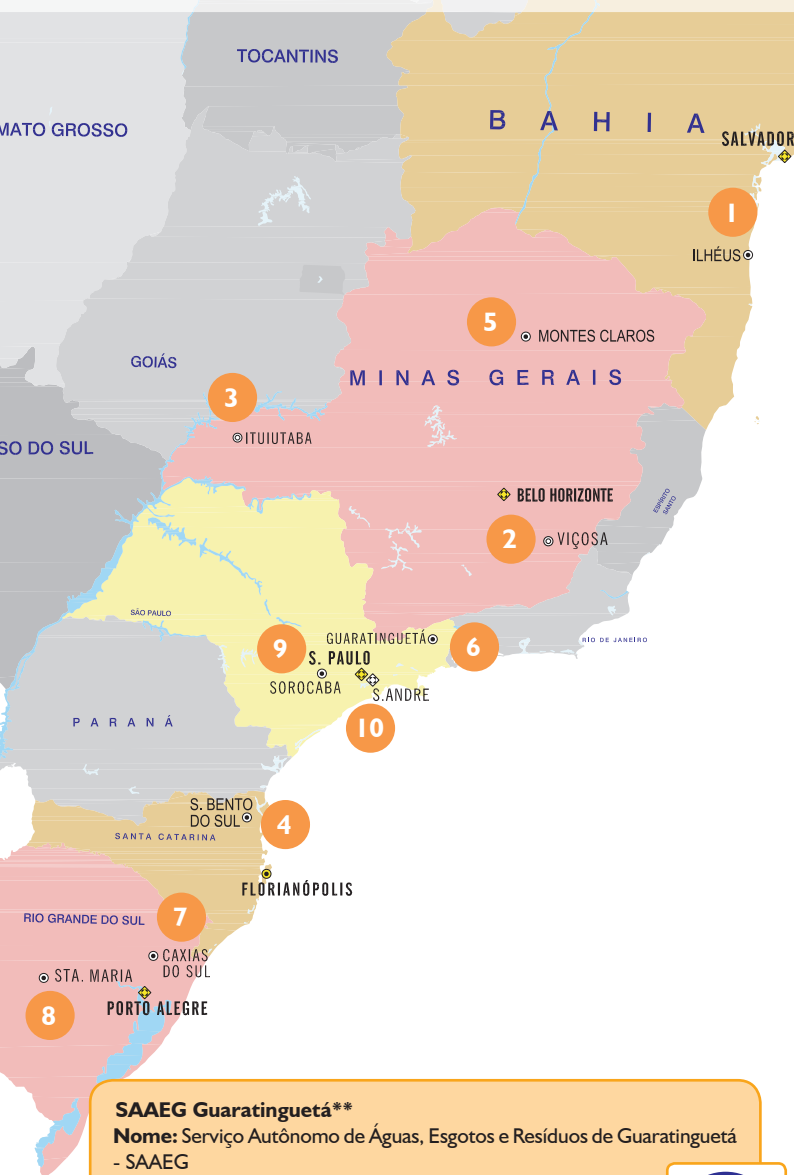 TOCANTINS
MATO GROSSO
B A H I A
SALVADOR
1
ILHÉUS
5
MONTES CLAROS
GOIÁS
MINAS GERAIS
3
ITUIUTABA
SO DO SUL
BELO HORIZONTE
ESPÍRITO
SANTO
2
VIÇOSA
SÃO PAULO
GUARATINGUETÁ
RIO DE JANEIRO
9
6
S. PAULO
SOROCABA
S.ANDRE
10
PARANÁ
S. BENTO
DO SUL
4
SANTA CATARINA
FLORIANÓPOLIS
7
RIO GRANDE DO SUL
CAXIAS
DO SUL
STA. MARIA
PORTO ALEGRE
8
SAAEG Guaratinguetá**
Nome: Serviço Autônomo de Águas, Esgotos e Resíduos de Guaratinguetá
- SAAEG